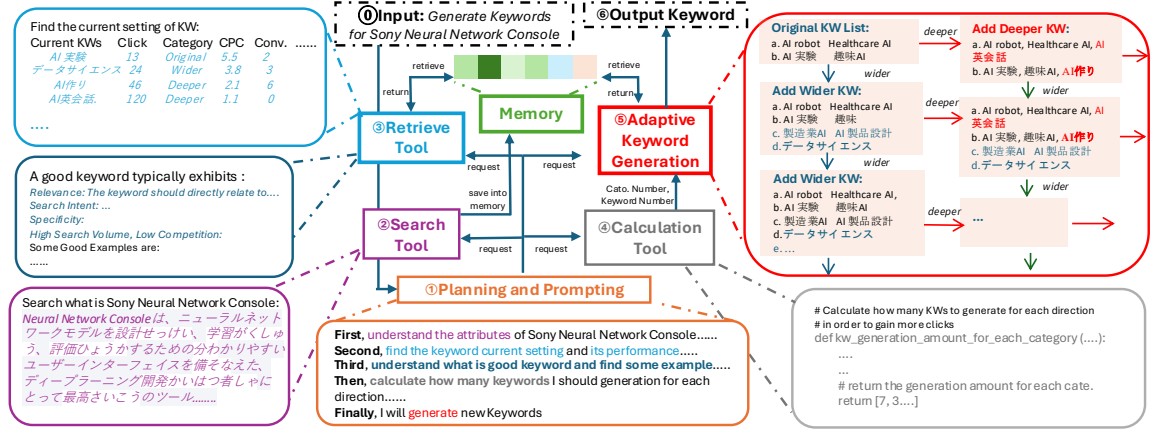 ⓪Input: Generate Keywords
for Sony Neural Network Console
⑥Output Keyword
Find the current setting of KW:
Current KWs Click Category CPC Conv. ……
AI 実験 13 Original 5.5 2
データサイエンス 24 Wider 3.8 3
AI作り 46 Deeper 2.1 6
AI英会話. 120 Deeper 1.1 0
….
A good keyword typically exhibits :
Relevance: The keyword should directly relate to….
Search Intent: …
Specificity:
High Search Volume, Low Competition:
Some Good Examples are:
……
Search what is Sony Neural Network Console:
Neural Network Consoleは、ニューラルネット
ワークモデルを設計せっけい、学習がくしゅ
う、評価ひょうかするための分わかりやすい
ユーザーインターフェイスを備そなえた、
ディープラーニング開発かいはつ者しゃに
とって最高さいこうのツール……..
retrieve
return
retrieve
return
Memory
③Retrieve
Tool
⑤Adaptive
Keyword
Generation
request
request
save into
memory
Cato. Number,
Keyword Number
②Search
Tool
④Calculation
Tool
request
request
①Planning and Prompting
First, understand the attributes of Sony Neural Network Console……
Second, find the keyword current setting and its performance…..
Third, understand what is good keyword and find some example…..
Then, calculate how many keywords I should generation for each
direction……
Finally, I will generate new Keywords
Original KW List:
a. AI robot Healthcare AI
b. AI 実験 趣味AI
deeper
Add Deeper KW:
a. AI robot, Healthcare AI, AI
英会話
b. AI 実験, 趣味AI, AI作り
wider
wider
Add Wider KW:
a. AI robot Healthcare AI
b. AI 実験 趣味
c. 製造業AI AI 製品設計
d.データサイエンス
deeper
a. AI robot, Healthcare AI, AI
英会話
b. AI 実験, 趣味AI, AI作り
c. 製造業AI AI 製品設計
d.データサイエンス
wider
wider
Add Wider KW:
a. AI robot Healthcare AI,
b. AI 実験 趣味AI
c. 製造業AI AI 製品設計
d.データサイエンス
e. …
deeper
…
# Calculate how many KWs to generate for each direction
# in order to gain more clicks
def kw_generation_amount_for_each_category (….):
….
…
# return the generation amount for each cate.
return [7, 3….]